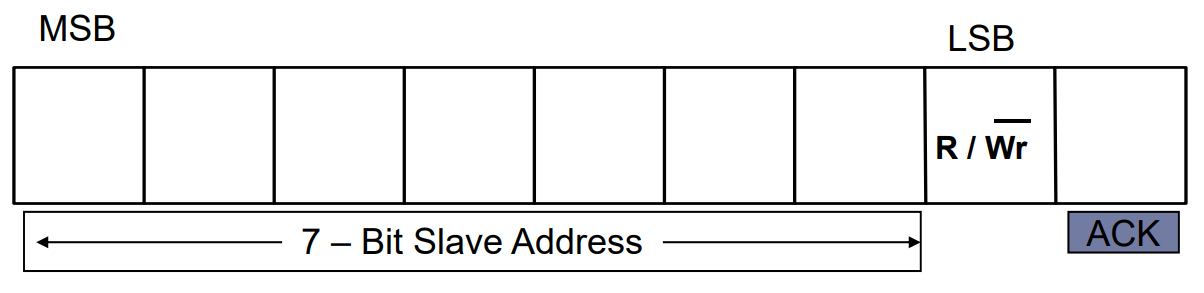 MSB
LSB
R / Wr
7 – Bit Slave Address
ACK